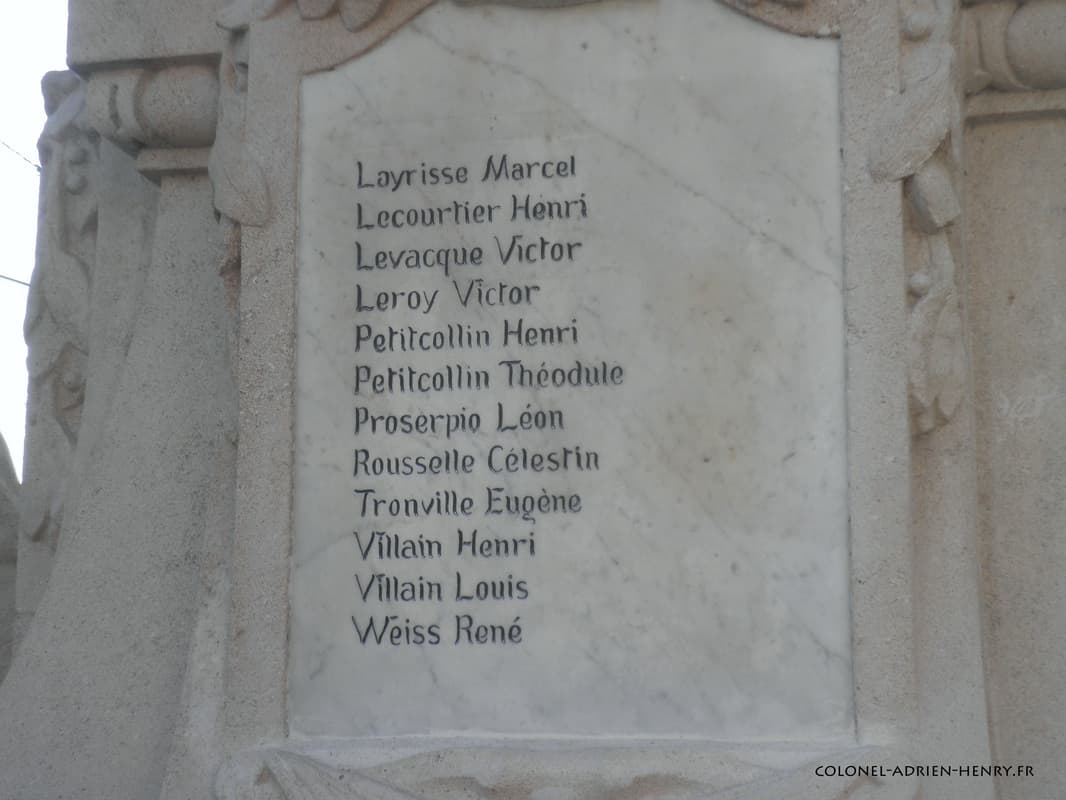 Layrisse Marcel
Lecourtier Henri
Levacque Victor
Leroy Victor
Petitcollin Henri
Petitcollin Théodule
Proserpio Léon
Rousselle Célestin
Tronville Eugène
Villain Henri
Villain Louis
Weiss René
COLONEL-ADRIEN-HENRY.FR